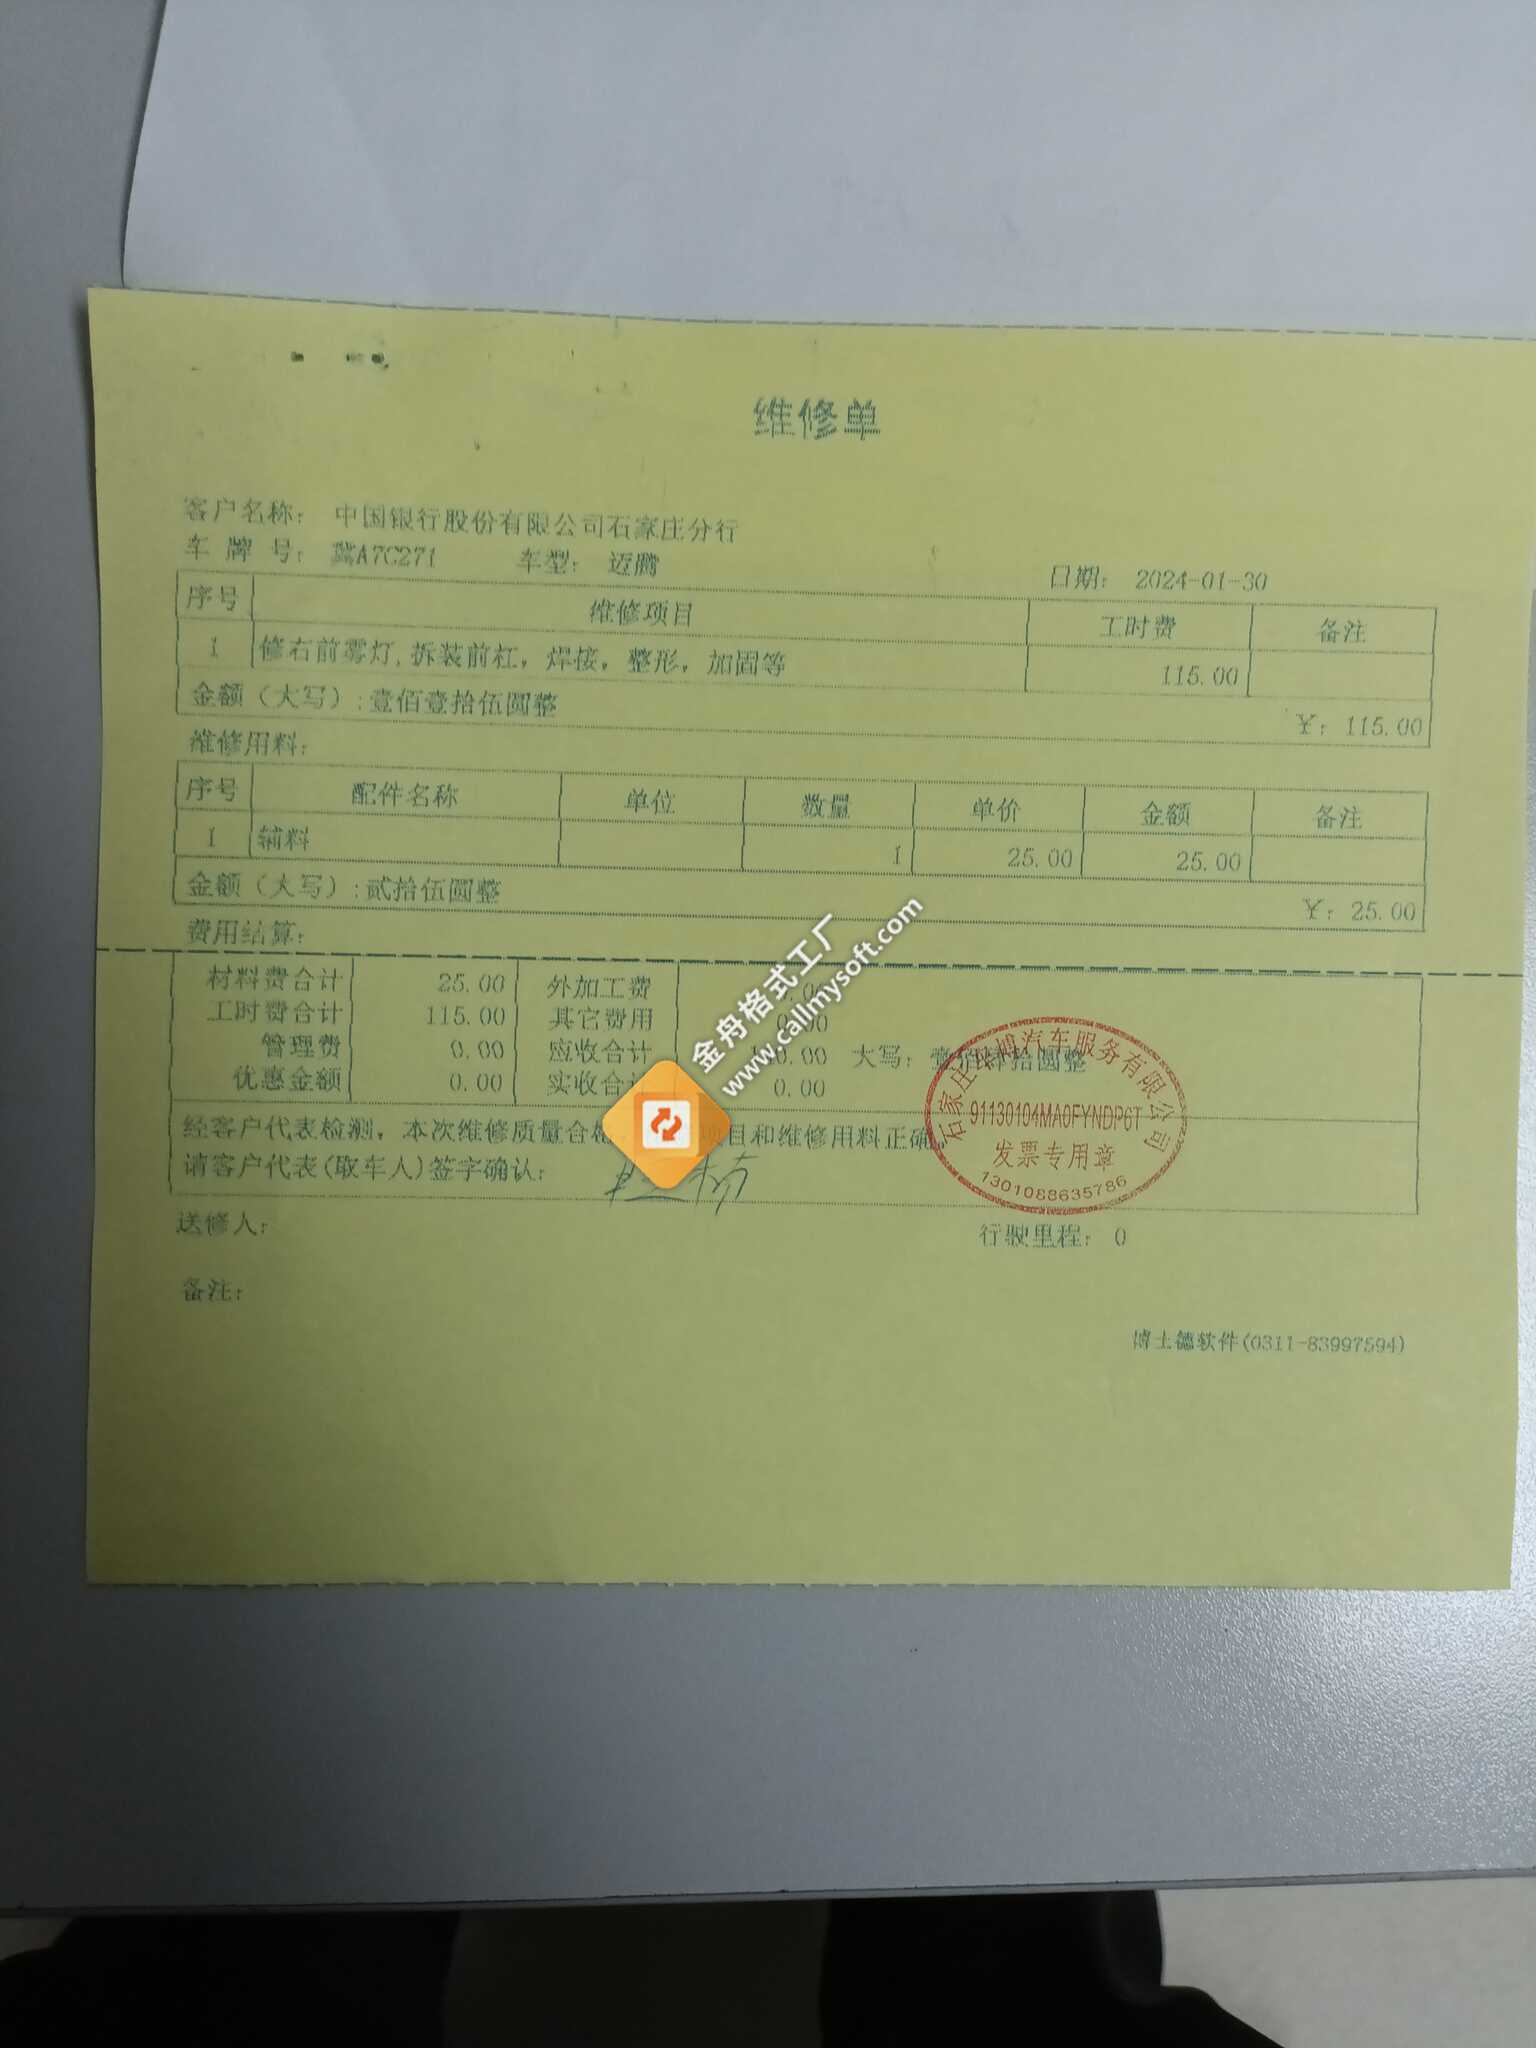 维修单
客户名称： 中国银行股份有限公司石家庄分行
车 牌 号： 冀A7C271 车型： 迈腾 日期： 2024-01-30
序号 维修项目 工时费 备注
1 修右前雾灯,拆装前杠，焊接，整形，加固等 115.00
金额（大写）:壹佰壹拾伍圆整 ￥：115.00
维修用料：
序号 配件名称 单位 数量 单价 金额 备注
1 辅料 1 25.00 25.00
金额（大写）:贰拾伍圆整 ￥：25.00
费用结算：
材料费合计 25.00 外加工费
工时费合计 115.00 其它费用 0.00
管理费 0.00 应收合计 大写：壹佰肆拾圆整
优惠金额 0.00 实收合计 0.00
经客户代表检测，本次维修质量合格 项目和维修用料正确。
请客户代表(取车人)签字确认：
送修人： 行驶里程： 0
备注：
博士德软件(0311-83997594)
博汽车服务有限公司
91130104MA0FYNDP6T
发票专用章
1301088635786
金舟格式工厂
www.callmysoft.com